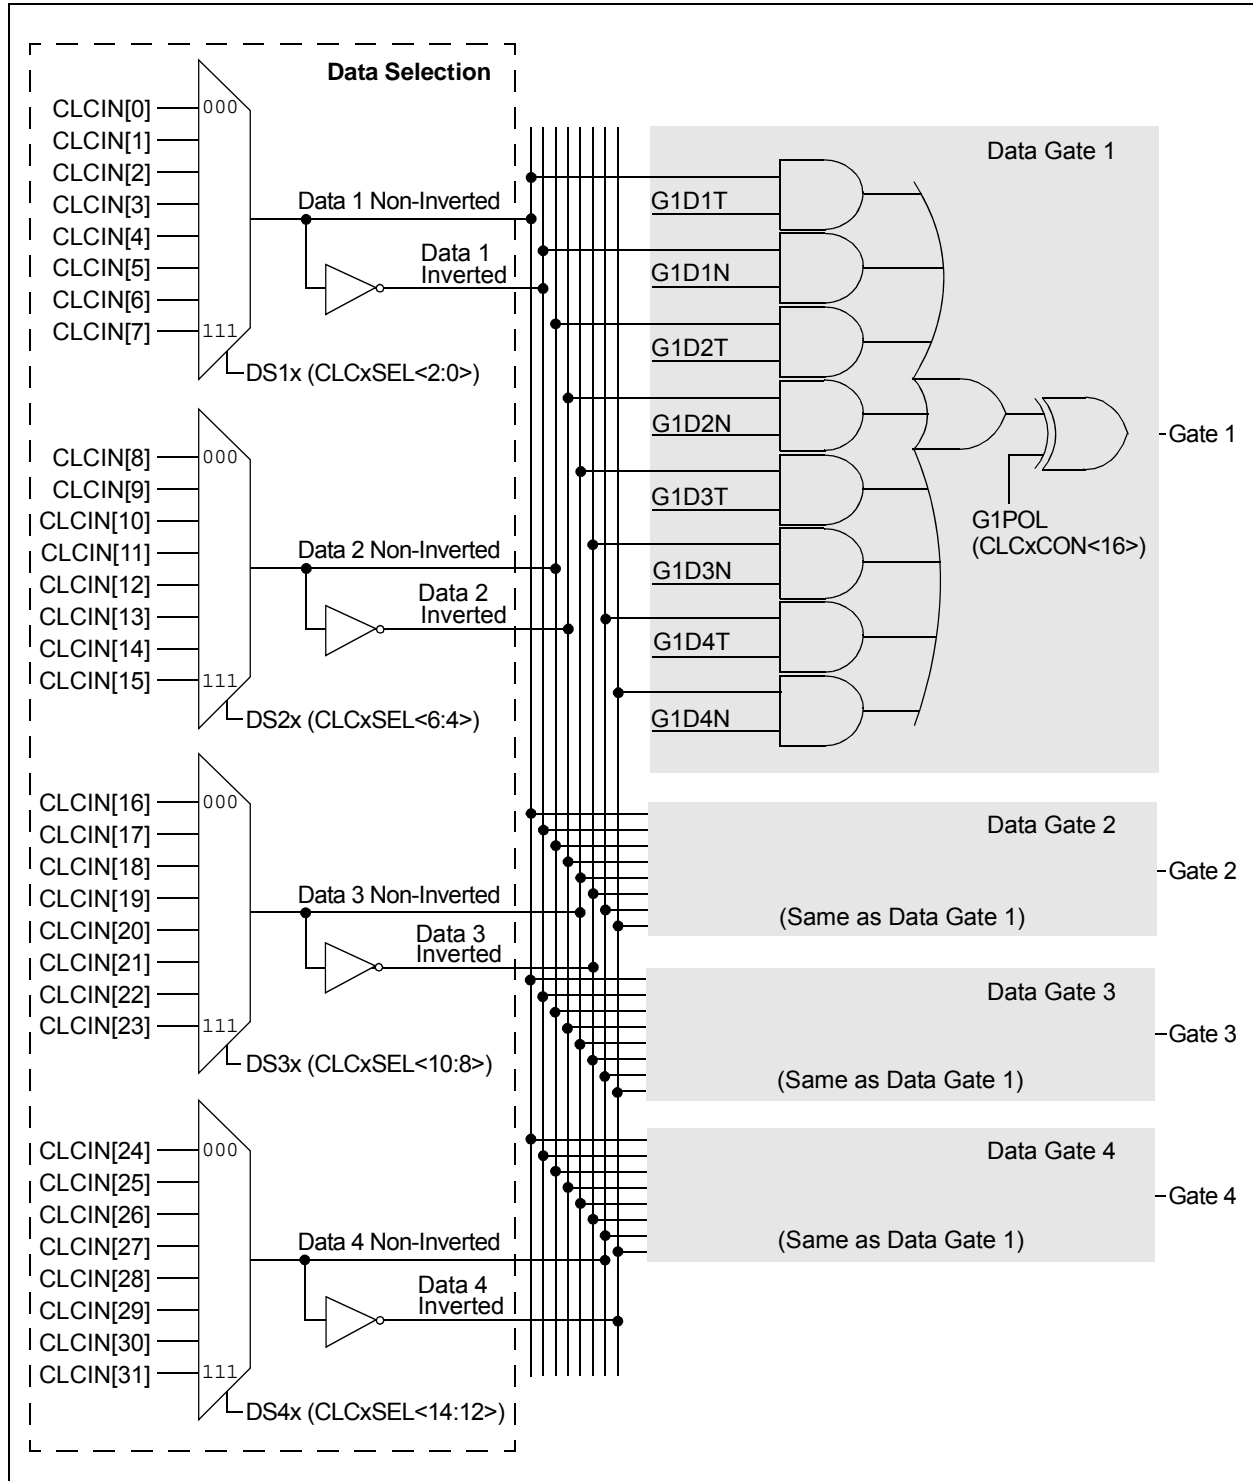 Data Selection
CLCIN[0]
000
CLCIN[1]
CLCIN[2]
CLCIN[3]
CLCIN[4]
CLCIN[5]
CLCIN[6]
CLCIN[7]
111
Data 1 Non-Inverted
Data 1
Inverted
DS1x (CLCxSEL<2:0>)
CLCIN[8]
000
CLCIN[9]
CLCIN[10]
CLCIN[11]
CLCIN[12]
CLCIN[13]
CLCIN[14]
CLCIN[15]
111
Data 2 Non-Inverted
Data 2
Inverted
DS2x (CLCxSEL<6:4>)
CLCIN[16]
000
CLCIN[17]
CLCIN[18]
CLCIN[19]
CLCIN[20]
CLCIN[21]
CLCIN[22]
CLCIN[23]
111
Data 3 Non-Inverted
Data 3
Inverted
DS3x (CLCxSEL<10:8>)
CLCIN[24]
000
CLCIN[25]
CLCIN[26]
CLCIN[27]
CLCIN[28]
CLCIN[29]
CLCIN[30]
CLCIN[31]
111
Data 4 Non-Inverted
Data 4
Inverted
DS4x (CLCxSEL<14:12>)
Data Gate 1
G1D1T
G1D1N
G1D2T
G1D2N
G1D3T
G1D3N
G1D4T
G1D4N
G1POL
(CLCxCON<16>)
Gate 1
Data Gate 2
(Same as Data Gate 1)
Gate 2
Data Gate 3
(Same as Data Gate 1)
Gate 3
Data Gate 4
(Same as Data Gate 1)
Gate 4